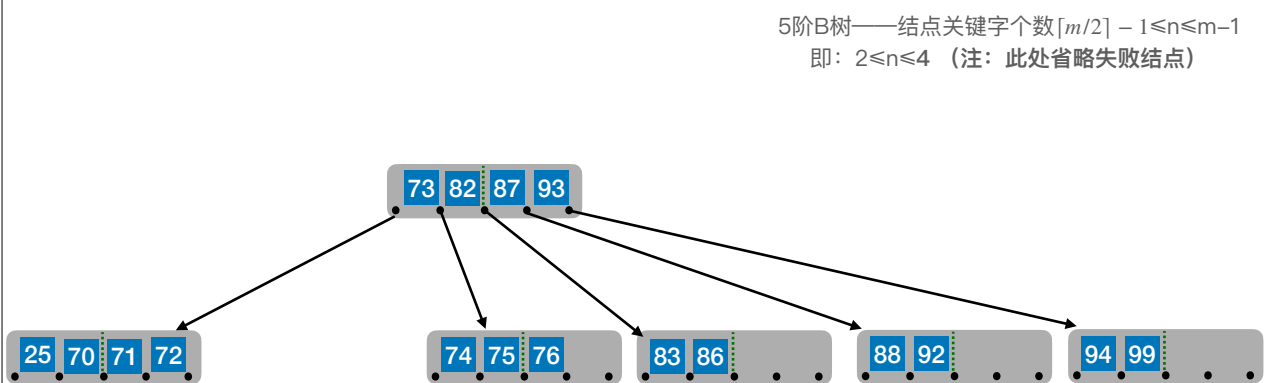 5阶B树——结点关键字个数⌈m/2⌉ – 1≤n≤m–1
即：2≤n≤4 （注：此处省略失败结点）
73 82 87 93
25 70 71 72 74 75 76 83 86 88 92 94 99